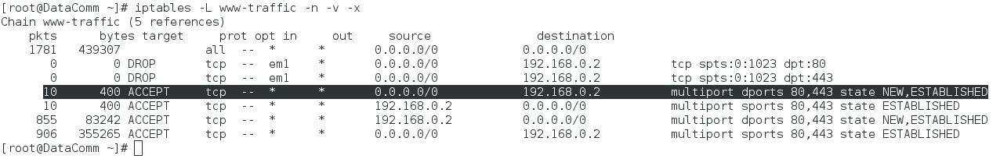 [root@DataComm ~]# iptables -L www-traffic -n -v -x
Chain www-traffic (5 references)
    pkts      bytes target     prot opt in     out     source               destination
    1781   439307            all  --  *      *       0.0.0.0/0            0.0.0.0/0
       0        0 DROP       tcp  --  em1    *       0.0.0.0/0            192.168.0.2          tcp spts:0:1023 dpt:80
       0        0 DROP       tcp  --  em1    *       0.0.0.0/0            192.168.0.2          tcp spts:0:1023 dpt:443
      10      400 ACCEPT     tcp  --  *      *       0.0.0.0/0            192.168.0.2          multiport dports 80,443 state NEW,ESTABLISHED
      10      400 ACCEPT     tcp  --  *      *       192.168.0.2          0.0.0.0/0            multiport sports 80,443 state ESTABLISHED
     855    83242 ACCEPT     tcp  --  *      *       192.168.0.2          0.0.0.0/0            multiport dports 80,443 state NEW,ESTABLISHED
     906   355265 ACCEPT     tcp  --  *      *       0.0.0.0/0            192.168.0.2          multiport sports 80,443 state ESTABLISHED
[root@DataComm ~]#